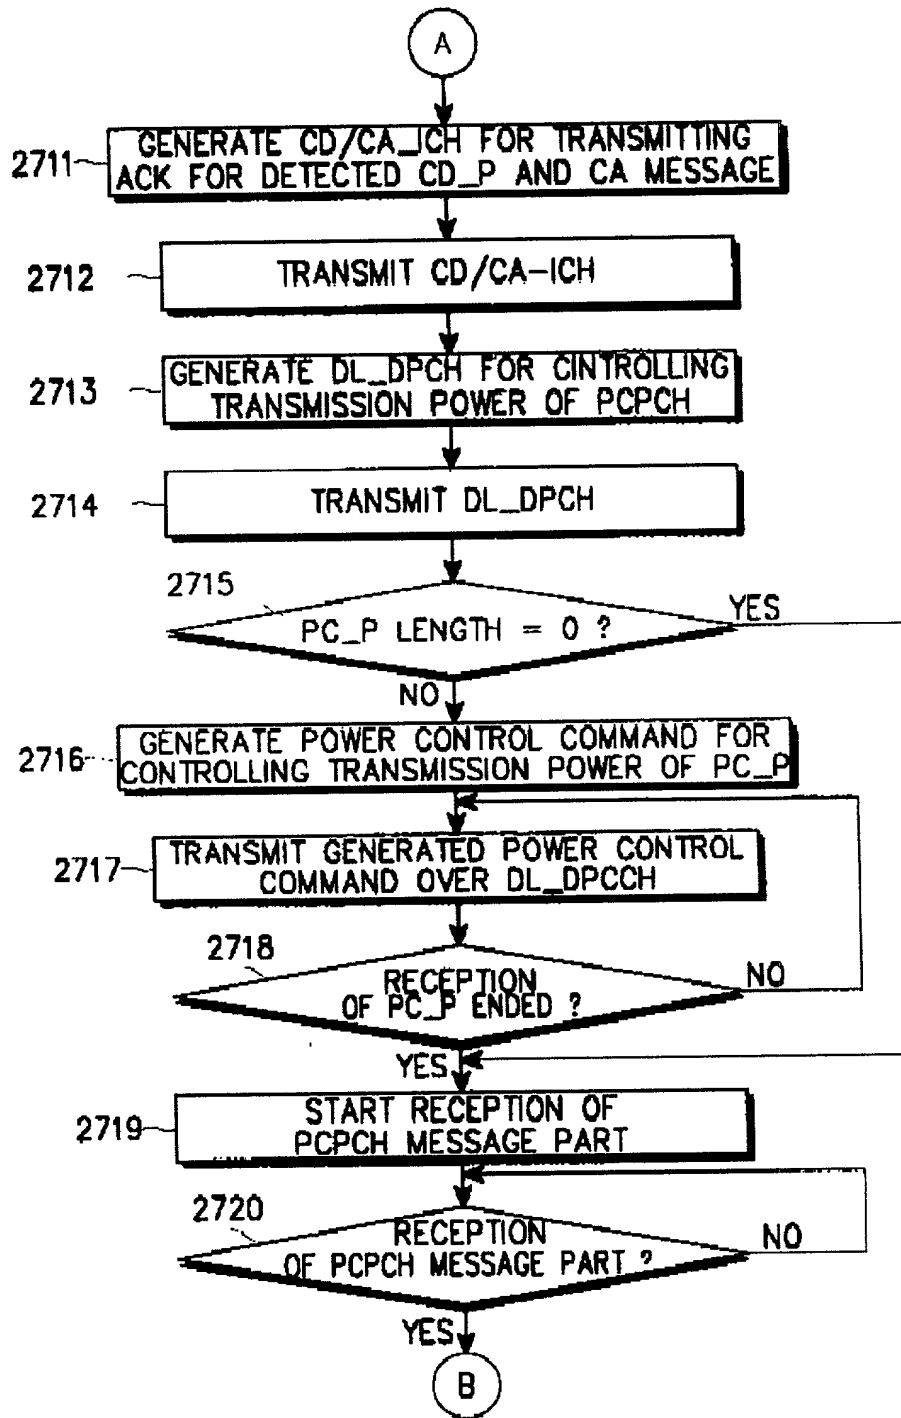 A
2711
GENERATE CD/CA_ICH FOR TRANSMITTING
ACK FOR DETECTED CD_P AND CA MESSAGE
2712
TRANSMIT CD/CA-ICH
2713
GENERATE DL_DPCH FOR CINTROLLING
TRANSMISSION POWER OF PCPCH
2714
TRANSMIT DL_DPCH
2715
PC_P LENGTH = 0 ?
YES
NO
2716
GENERATE POWER CONTROL COMMAND FOR
CONTROLLING TRANSMISSION POWER OF PC_P
2717
TRANSMIT GENERATED POWER CONTROL
COMMAND OVER DL_DPCCH
2718
RECEPTION
OF PC_P ENDED ?
NO
YES
2719
START RECEPTION OF
PCPCH MESSAGE PART
2720
RECEPTION
OF PCPCH MESSAGE PART ?
NO
YES
B